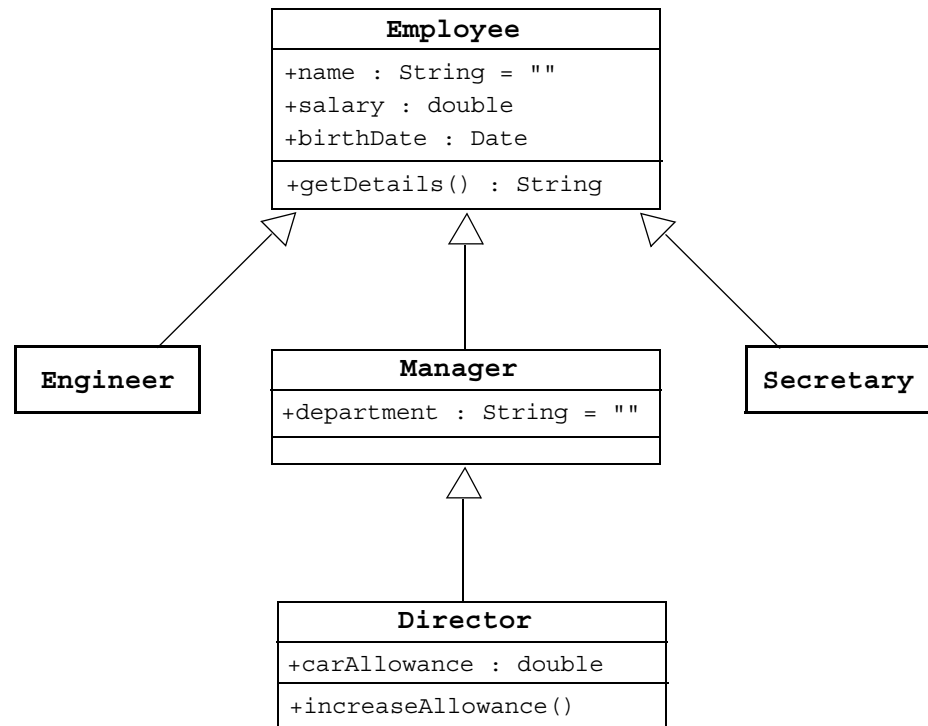 Employee
+name : String = ""
+salary : double
+birthDate : Date
+getDetails() : String
Engineer
Manager
+department : String = ""
Secretary
Director
+carAllowance : double
+increaseAllowance()